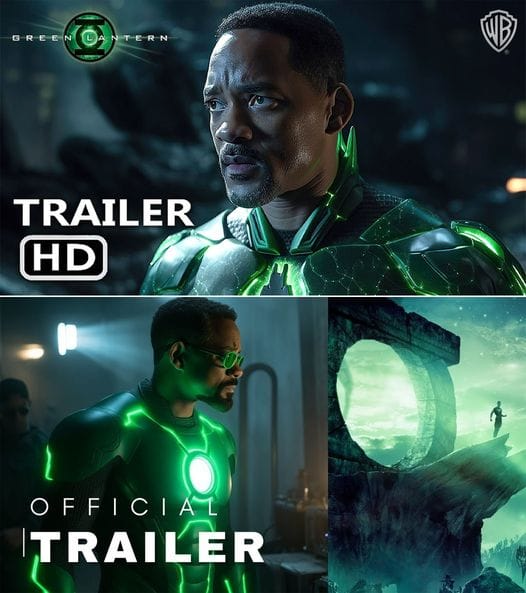 GREEN LANTERN
WB
TRAILER
HD
OFFICIAL
TRAILER